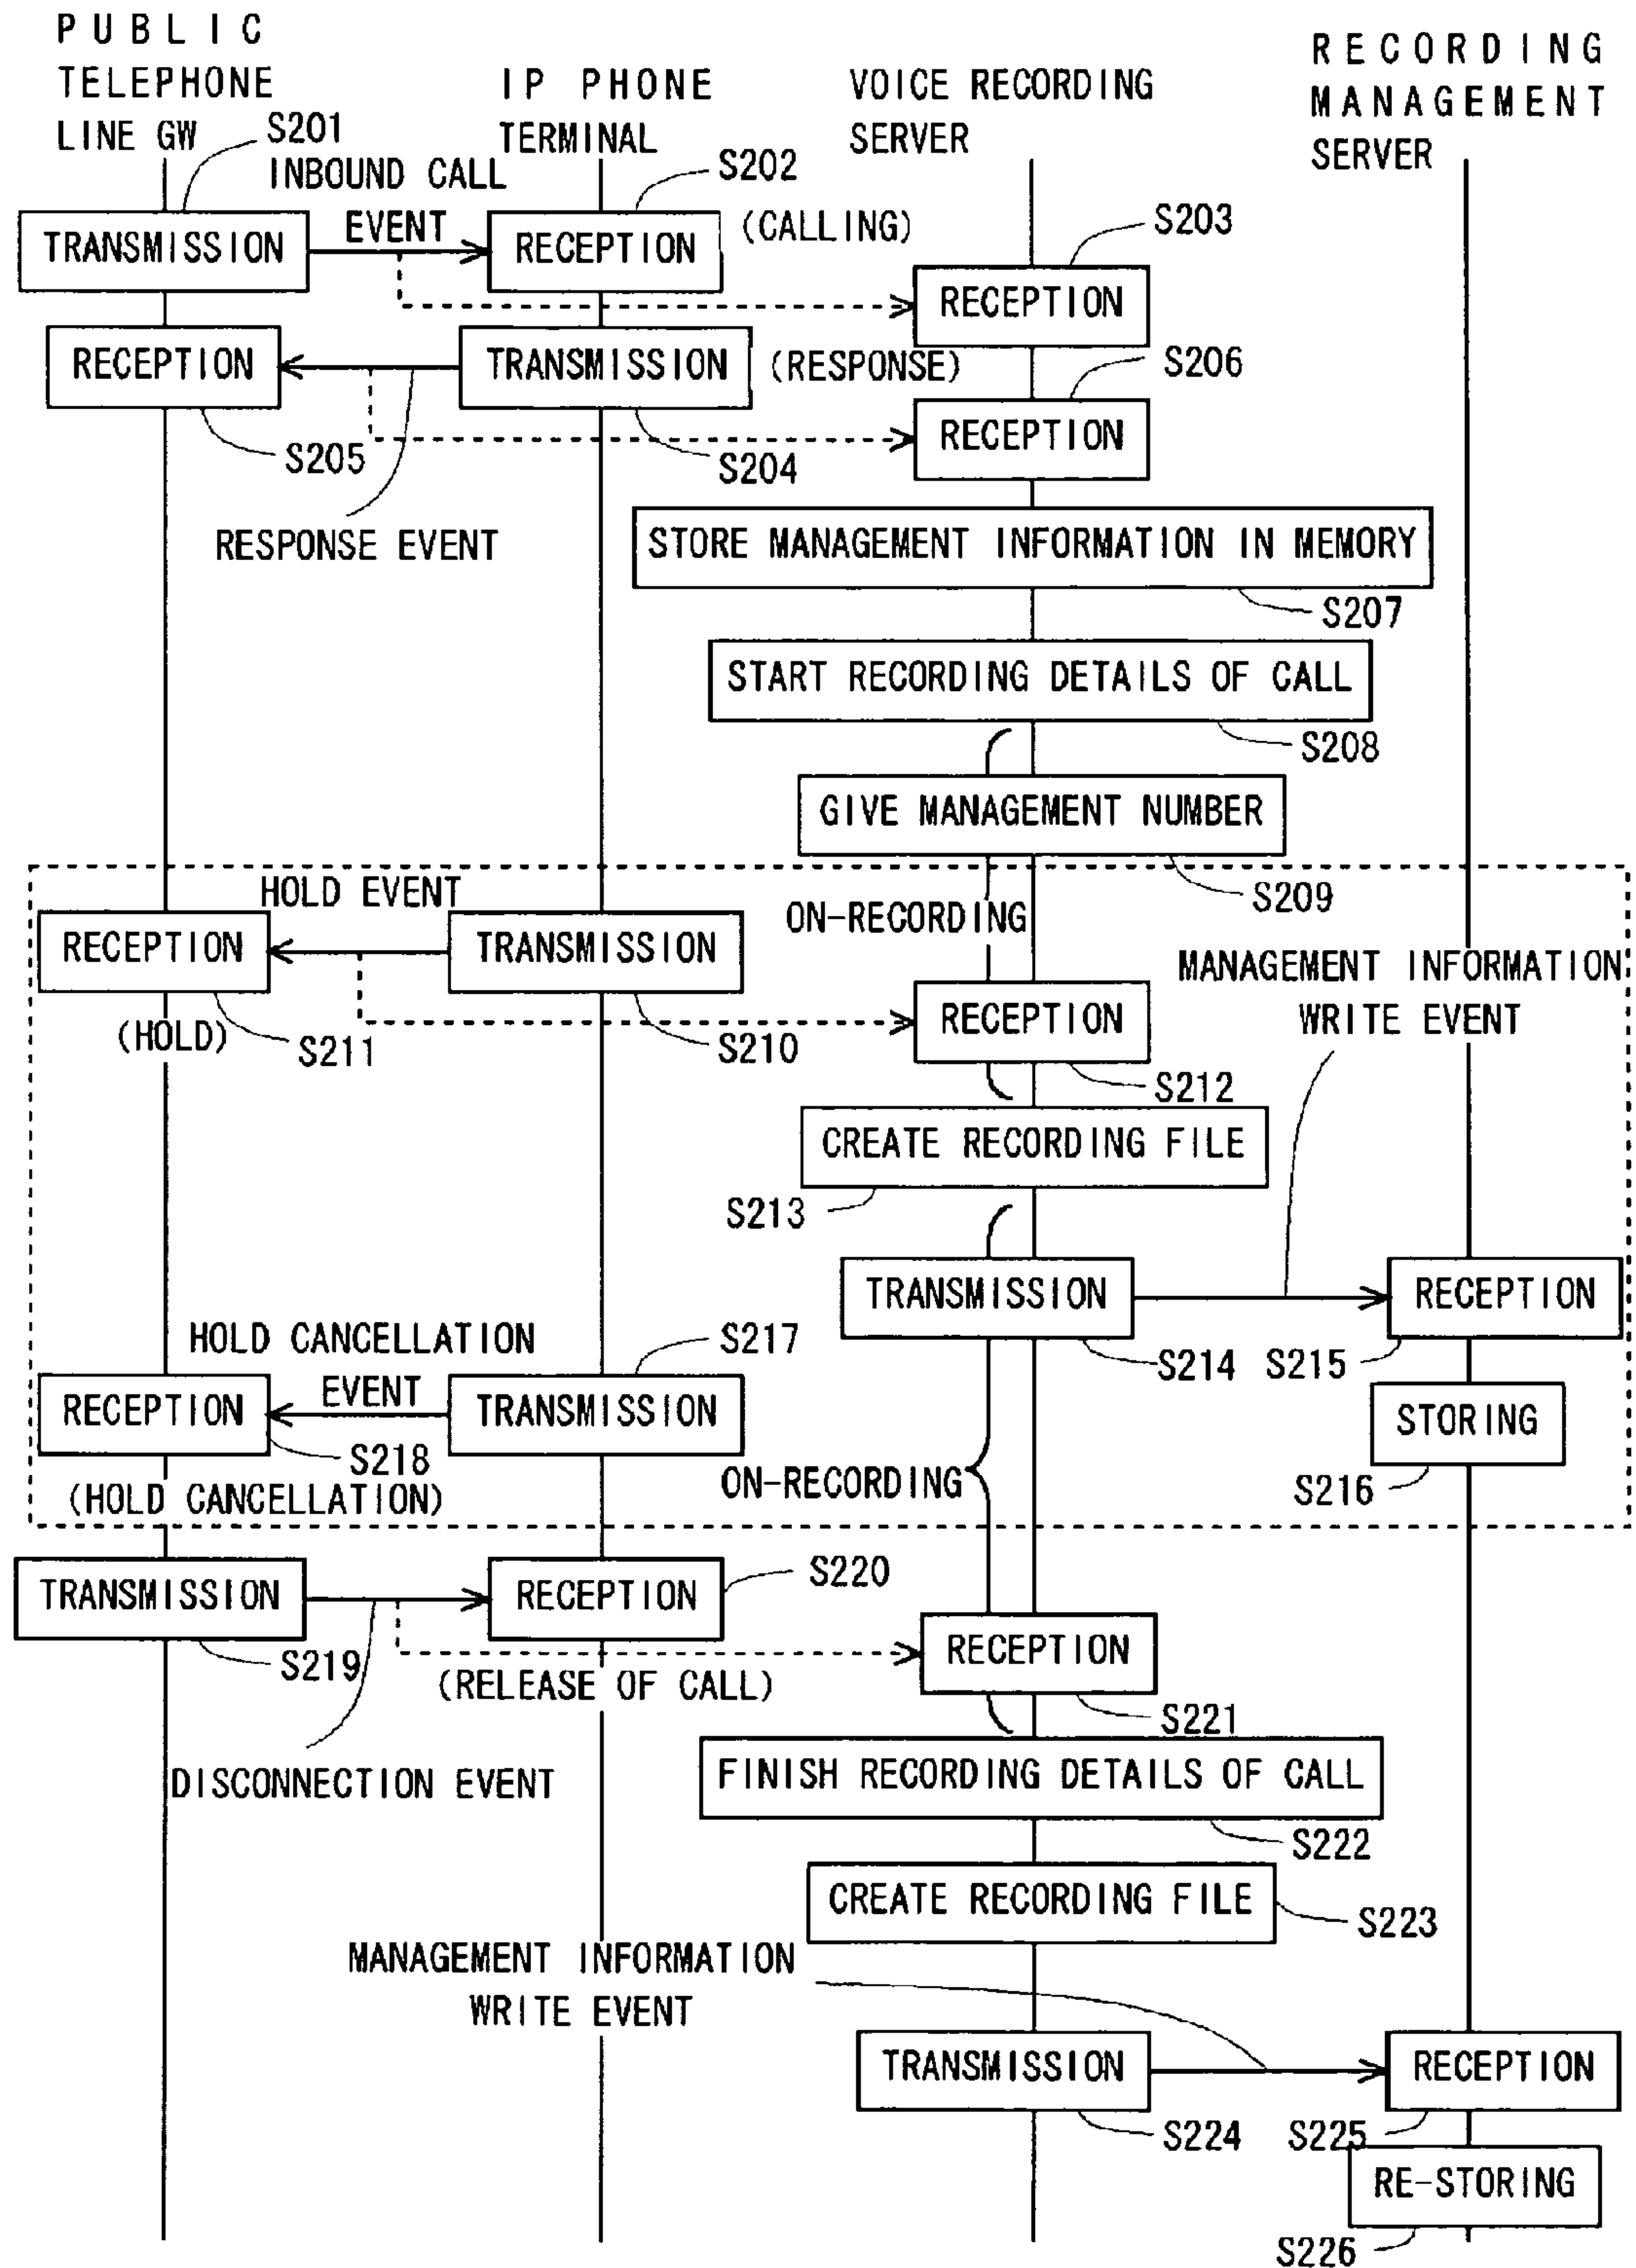 PUBLIC
TELEPHONE
LINE GW
IP PHONE
TERMINAL
VOICE RECORDING
SERVER
RECORDING
MANAGEMENT
SERVER
S201
INBOUND CALL
EVENT
S202
(CALLING)
TRANSMISSION
RECEPTION
S203
RECEPTION
RECEPTION
TRANSMISSION
(RESPONSE)
S206
RECEPTION
S205
S204
RESPONSE EVENT
STORE MANAGEMENT INFORMATION IN MEMORY
S207
START RECORDING DETAILS OF CALL
S208
GIVE MANAGEMENT NUMBER
S209
HOLD EVENT
ON-RECORDING
RECEPTION
TRANSMISSION
MANAGEMENT INFORMATION
WRITE EVENT
RECEPTION
(HOLD)
S211
S210
S212
CREATE RECORDING FILE
S213
TRANSMISSION
RECEPTION
HOLD CANCELLATION
EVENT
S217
S214
S215
RECEPTION
TRANSMISSION
STORING
S218
(HOLD CANCELLATION)
ON-RECORDING
S216
TRANSMISSION
RECEPTION
S220
S219
RECEPTION
(RELEASE OF CALL)
S221
DISCONNECTION EVENT
FINISH RECORDING DETAILS OF CALL
S222
CREATE RECORDING FILE
S223
MANAGEMENT INFORMATION
WRITE EVENT
TRANSMISSION
RECEPTION
S224
S225
RE-STORING
S226